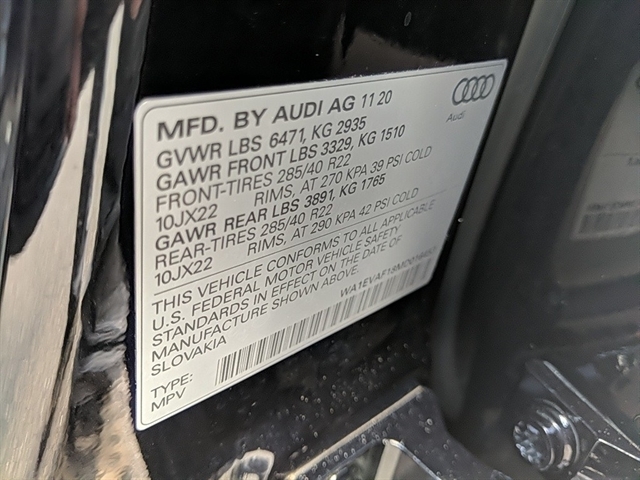 MFD. BY AUDI AG 11 20
GVWR LBS 6471, KG 2935
GAWR FRONT LBS 3329, KG 1510
FRONT-TIRES 285/40 R22
10JX22 RIMS, AT 270 KPA 39 PSI COLD
GAWR REAR LBS 3891, KG 1765
REAR-TIRES 285/40 R22
10JX22 RIMS, AT 290 KPA 42 PSI COLD
THIS VEHICLE CONFORMS TO ALL APPLICABLE
U.S. FEDERAL MOTOR VEHICLE SAFETY
STANDARDS IN EFFECT ON THE DATE OF
MANUFACTURE SHOWN ABOVE.
SLOVAKIA
TYPE:
MPV
Audi